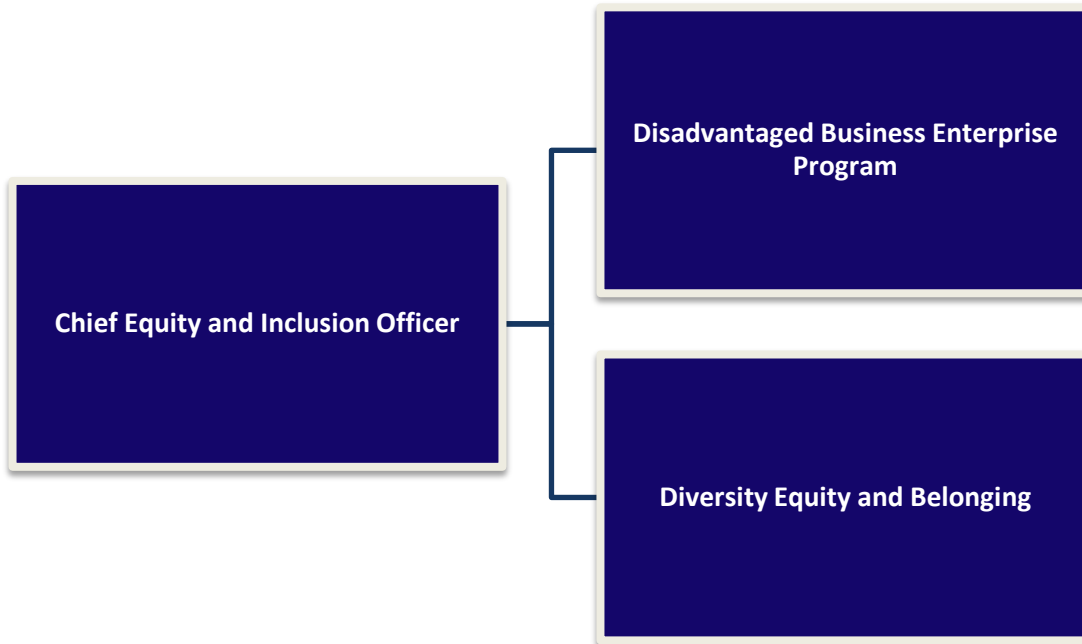 Disadvantaged Business Enterprise
Program
Chief Equity and Inclusion Officer
Diversity Equity and Belonging